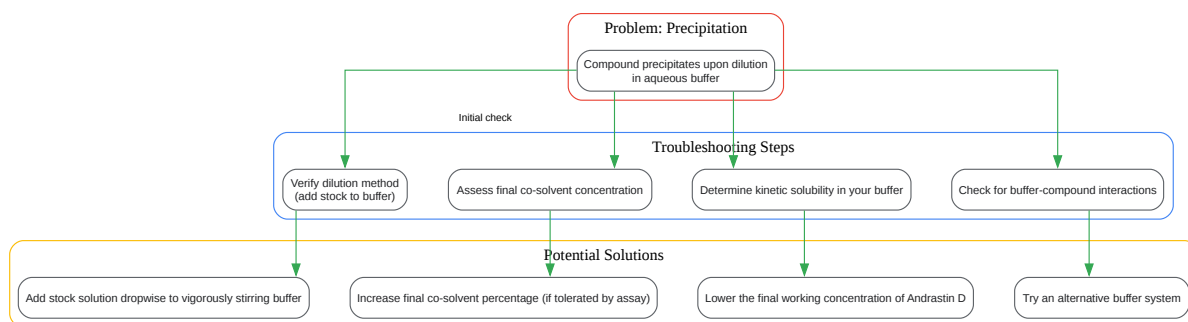 Problem: Precipitation
Compound precipitates upon dilution
in aqueous buffer
Initial check
Troubleshooting Steps
Verify dilution method
(add stock to buffer)
Assess final co-solvent concentration
Determine kinetic solubility in your buffer
Check for buffer-compound interactions
Potential Solutions
Add stock solution dropwise to vigorously stirring buffer
Increase final co-solvent percentage (if tolerated by assay)
Lower the final working concentration of Andrastin D
Try an alternative buffer system